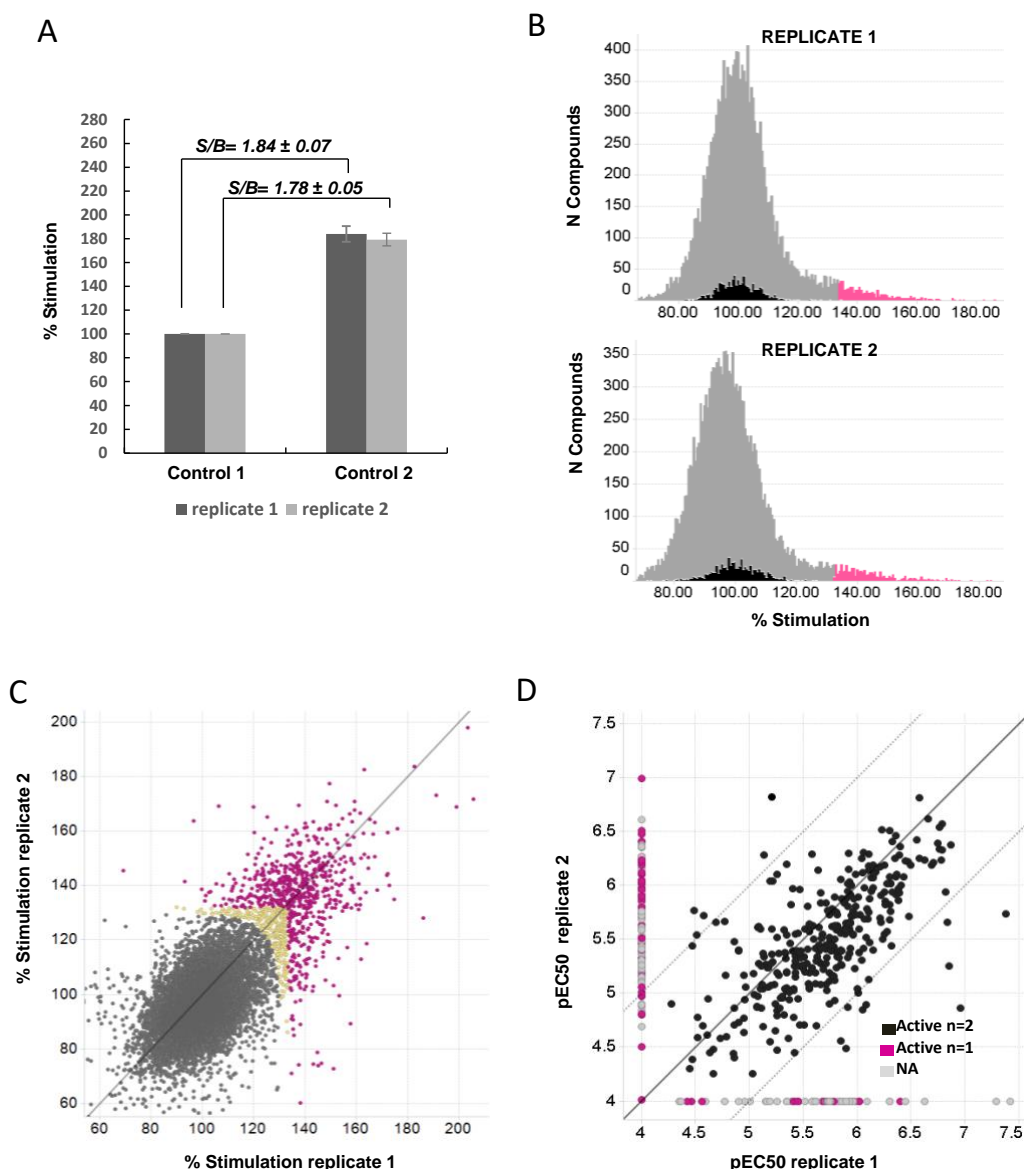 A
280
260
240
220
200
180
160
140
120
100
80
60
40
20
0
% Stimulation
S/B= 1.84 ± 0.07
S/B= 1.78 ± 0.05
Control 1 Control 2
replicate 1 replicate 2
B
REPLICATE 1
400
350
300
250
200
150
100
50
0
N Compounds
80.00 100.00 120.00 140.00 160.00 180.00
REPLICATE 2
350
300
250
200
150
100
50
0
N Compounds
80.00 100.00 120.00 140.00 160.00 180.00
% Stimulation
C
200
180
160
140
120
100
80
60
% Stimulation replicate 2
60 80 100 120 140 160 180 200
% Stimulation replicate 1
D
7.5
7
6.5
6
5.5
5
4.5
4
pEC50 replicate 2
Active n=2
Active n=1
NA
4 4.5 5 5.5 6 6.5 7 7.5
pEC50 replicate 1